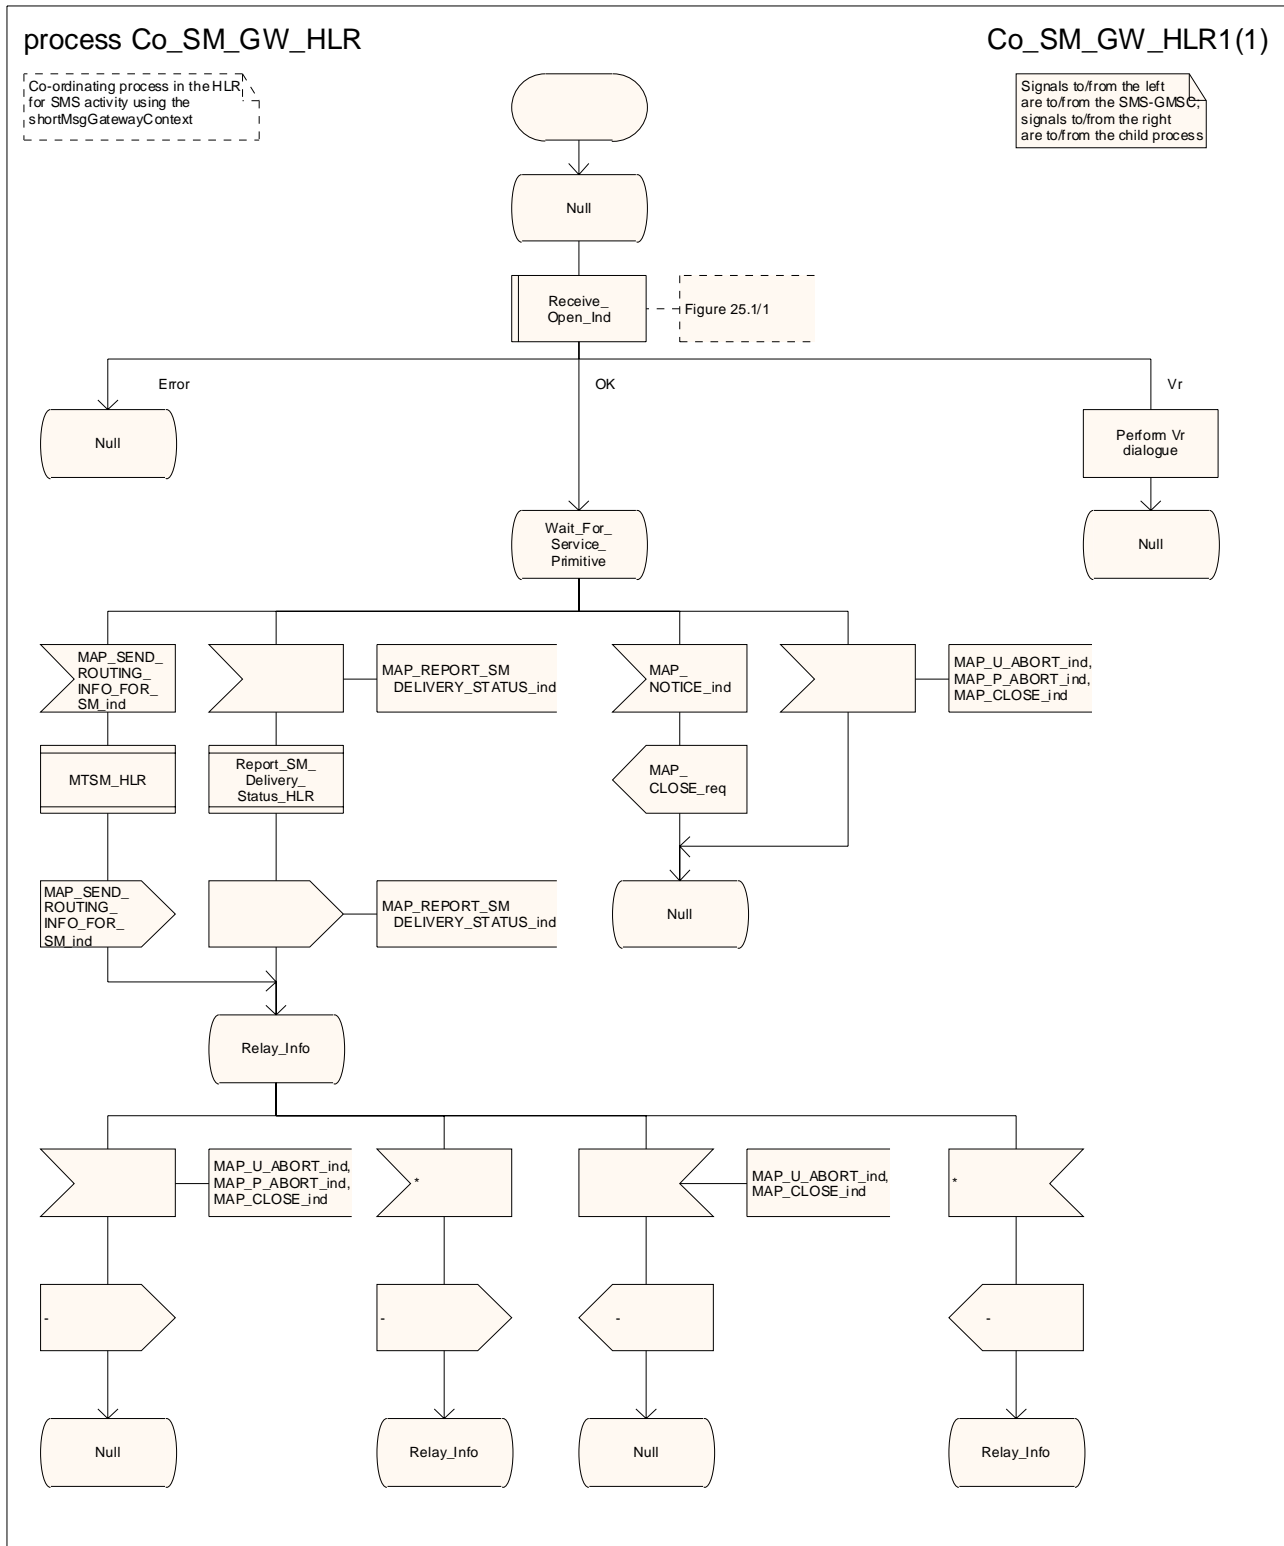 process Co_SM_GW_HLR
Co_SM_GW_HLR1(1)
Co-ordinating process in the HLR
for SMS activity using the
shortMsgGatewayContext
Signals to/from the left
are to/from the SMS-GMSC;
signals to/from the right
are to/from the child process
Null
Receive_
Open_Ind
Figure 25.1/1
Error
OK
Vr
Null
Perform Vr
dialogue
Wait_For_
Service_
Primitive
Null
MAP_SEND_
ROUTING_
INFO_FOR_
SM_ind
MAP_REPORT_SM
DELIVERY_STATUS_ind
MAP_
NOTICE_ind
MAP_U_ABORT_ind,
MAP_P_ABORT_ind,
MAP_CLOSE_ind
MTSM_HLR
Report_SM_
Delivery_
Status_HLR
MAP_
CLOSE_req
MAP_SEND_
ROUTING_
INFO_FOR_
SM_ind
MAP_REPORT_SM
DELIVERY_STATUS_ind
Null
Relay_Info
MAP_U_ABORT_ind,
MAP_P_ABORT_ind,
MAP_CLOSE_ind
*
MAP_U_ABORT_ind,
MAP_CLOSE_ind
*
-
-
-
-
Null
Relay_Info
Null
Relay_Info